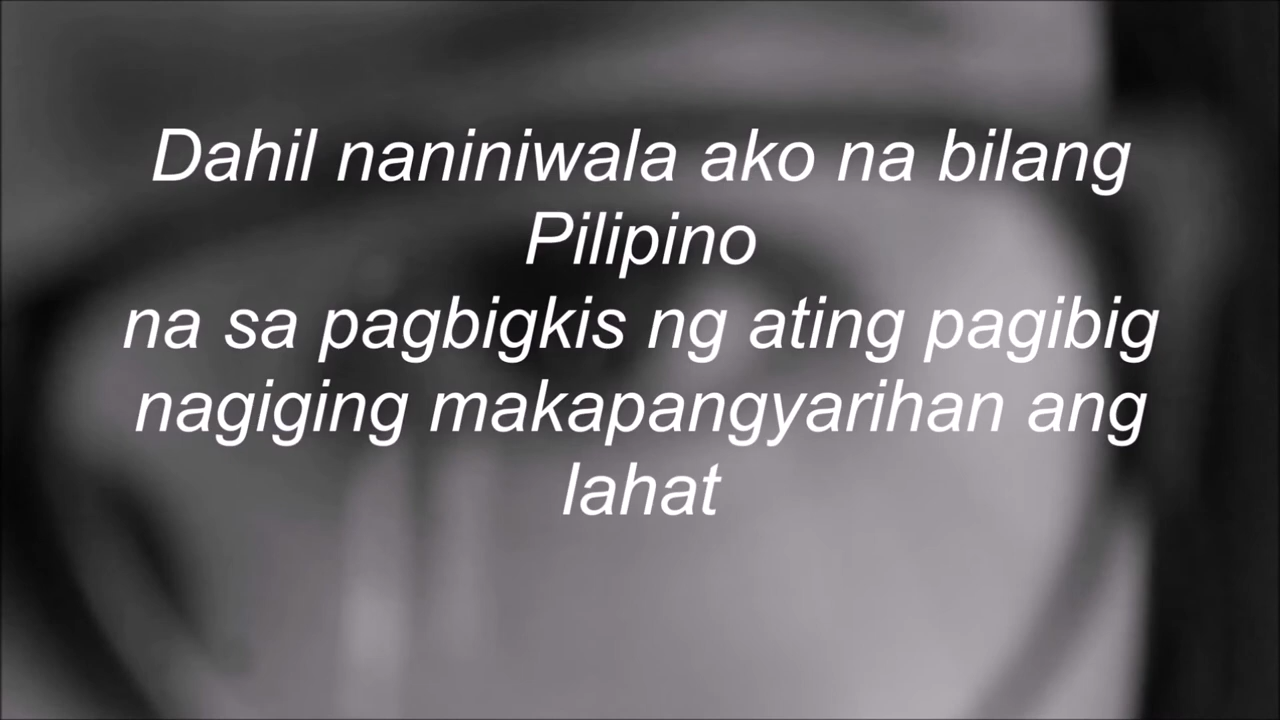 Dahil naniniwala ako na bilang
Pilipino
na sa pagbigkis ng ating pagibig
nagiging makapangyarihan ang
lahat